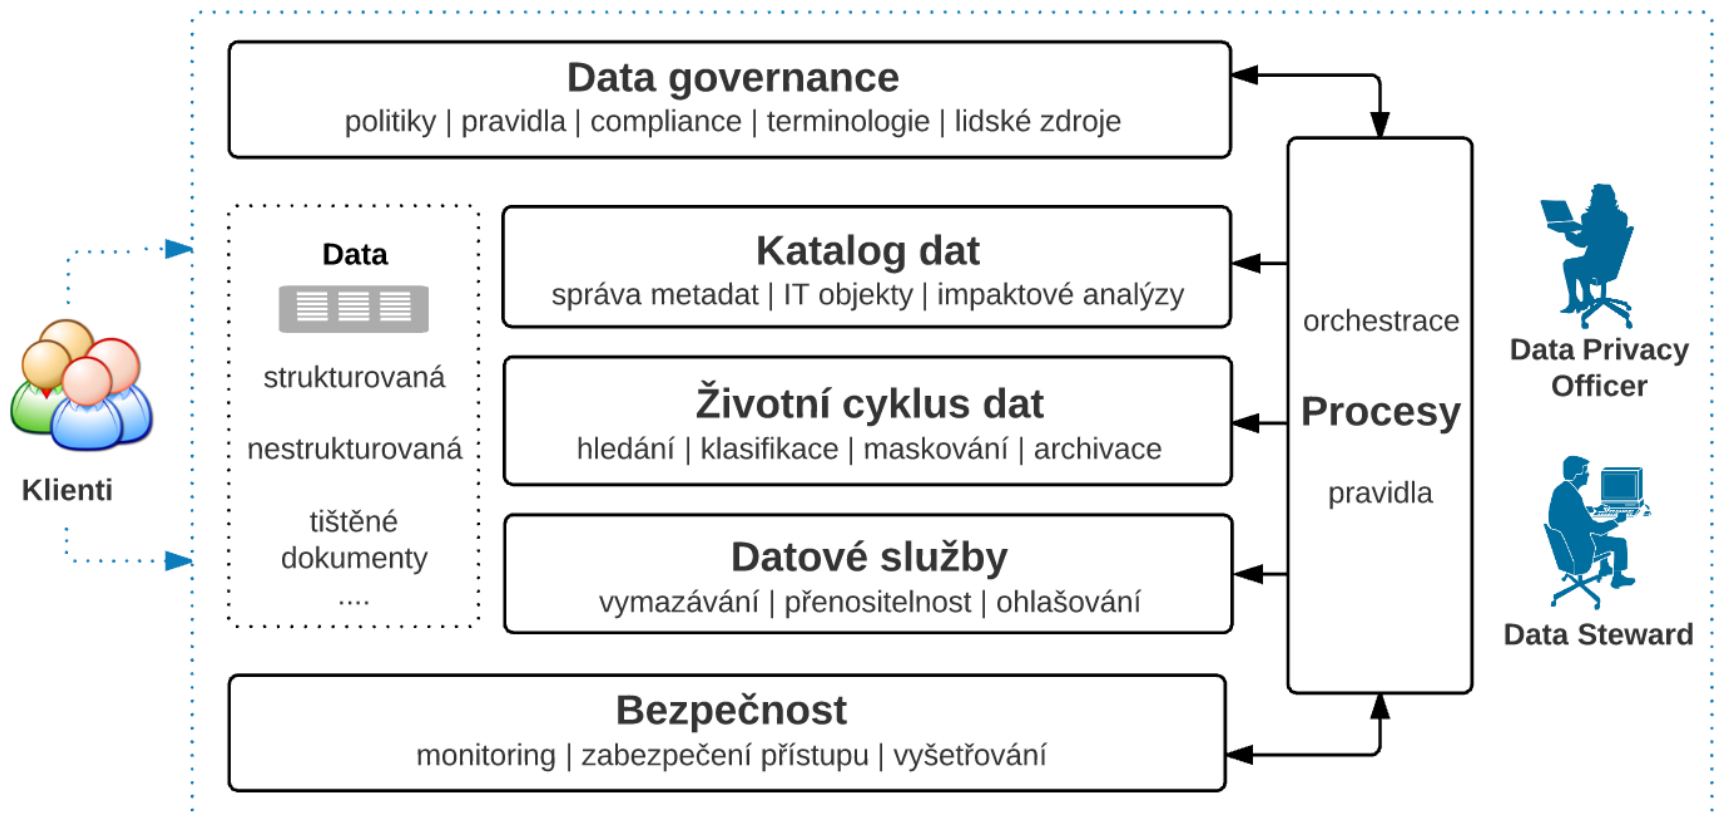 Data governance
politiky | pravidla | compliance | terminologie | lidské zdroje
Data
strukturovaná
nestrukturovaná
tištěné
dokumenty
....
Katalog dat
správa metadat | IT objekty | impaktové analýzy
Životní cyklus dat
hledání | klasifikace | maskování | archivace
Datové služby
vymazávání | přenositelnost | ohlašování
Bezpečnost
monitoring | zabezpečení přístupu | vyšetřování
orchestrace
Procesy
pravidla
Klienti
Data Privacy
Officer
Data Steward